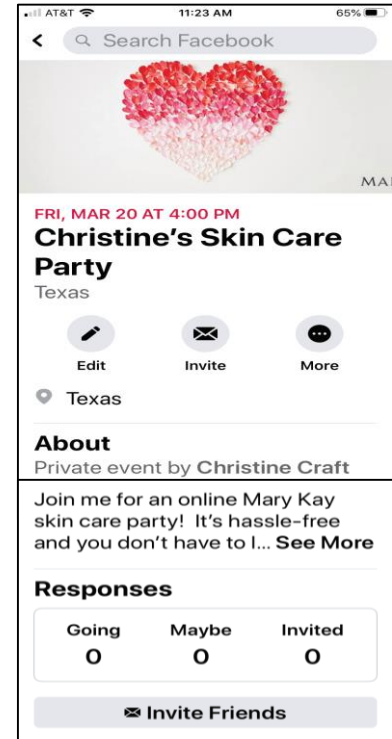 AT&T 11:23 AM 65%
Search Facebook
FRI, MAR 20 AT 4:00 PM
Christine's Skin Care
Party
Texas
Edit Invite More
Texas
About
Private event by Christine Craft
Join me for an online Mary Kay
skin care party! It's hassle-free
and you don't have to l... See More
Responses
Going Maybe Invited
0 0 0
Invite Friends